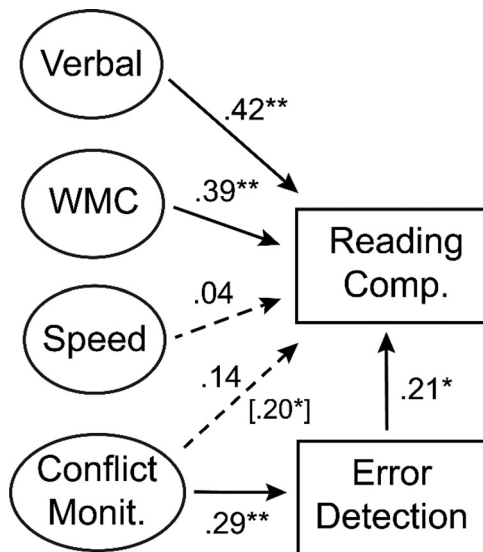 Verbal
.42**
WMC
.39**
Reading
Comp.
Speed
.04
.14
[.20*]
.21*
Conflict
Monit.
.29**
Error
Detection